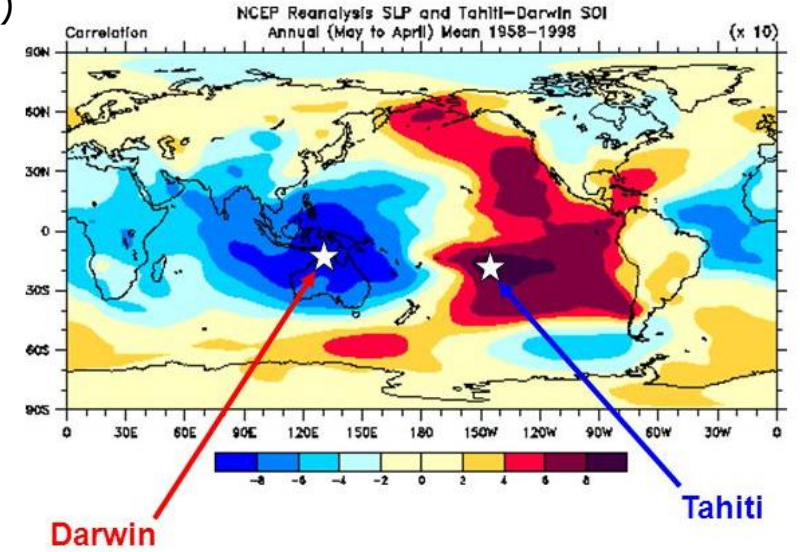 )
NCEP Reanalysis SLP and Tahiti-Darwin SOI
Correlation Annual (May to April) Mean 1958-1998 (x 10)
90N
60N
30N
0
30S
60S
90S
0 30E 60E 90E 120E 150E 180 150W 120W 90W 60W 30W 0
-8 -6 -4 -2 0 2 4 6 8
Tahiti
Darwin